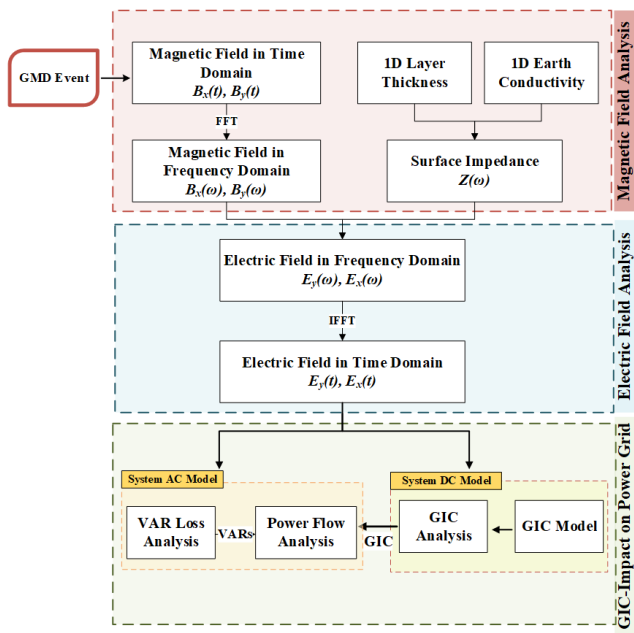 GMD Event
Magnetic Field in Time
Domain
Bx(t), By(t)
FFT
Magnetic Field in
Frequency Domain
Bx(ω), By(ω)
1D Layer
Thickness
1D Earth
Conductivity
Surface Impedance
Z(ω)
Magnetic Field Analysis
Electric Field in Frequency Domain
Ey(ω), Ex(ω)
IFFT
Electric Field in Time Domain
Ey(t), Ex(t)
Electric Field Analysis
System AC Model
VAR Loss
Analysis
VARs
Power Flow
Analysis
GIC
System DC Model
GIC
Analysis
GIC Model
GIC-Impact on Power Grid